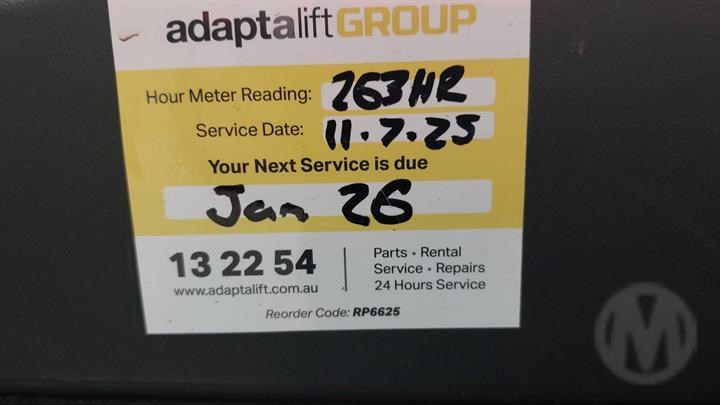 adaptaliftGROUP
Hour Meter Reading: 263HR
Service Date: 11.7.25
Your Next Service is due
Jan 26
13 22 54
www.adaptalift.com.au
Parts • Rental
Service • Repairs
24 Hours Service
Reorder Code: RP6625
M